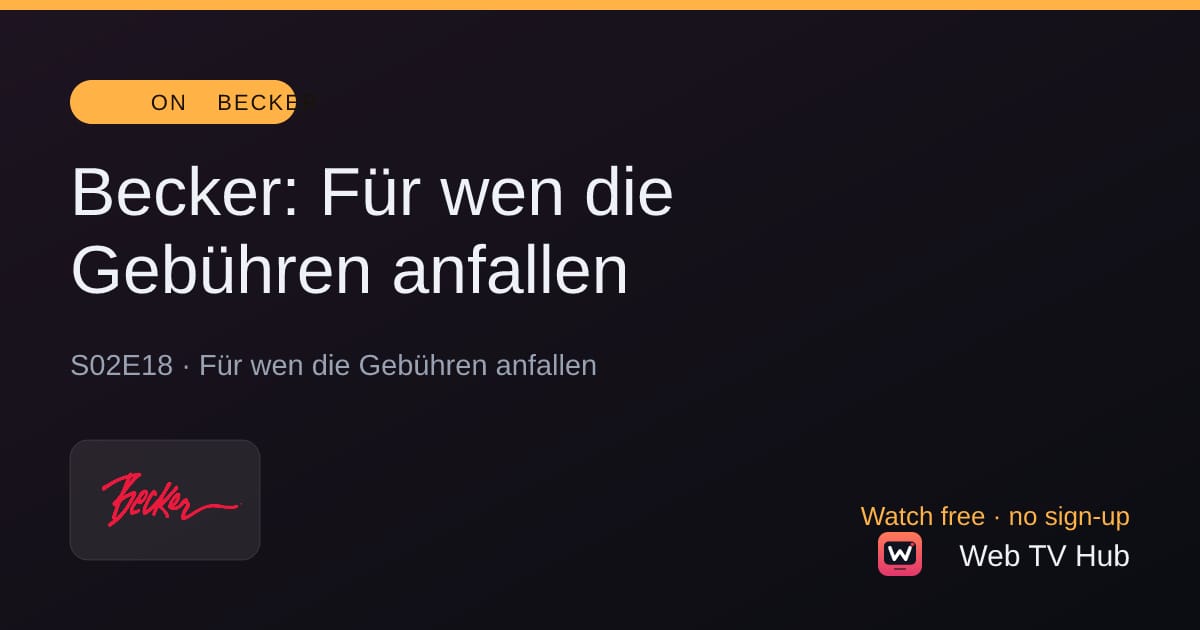 ON BECKER
Becker: Für wen die
Gebühren anfallen
S02E18 · Für wen die Gebühren anfallen
Becker
Watch free · no sign-up
W Web TV Hub